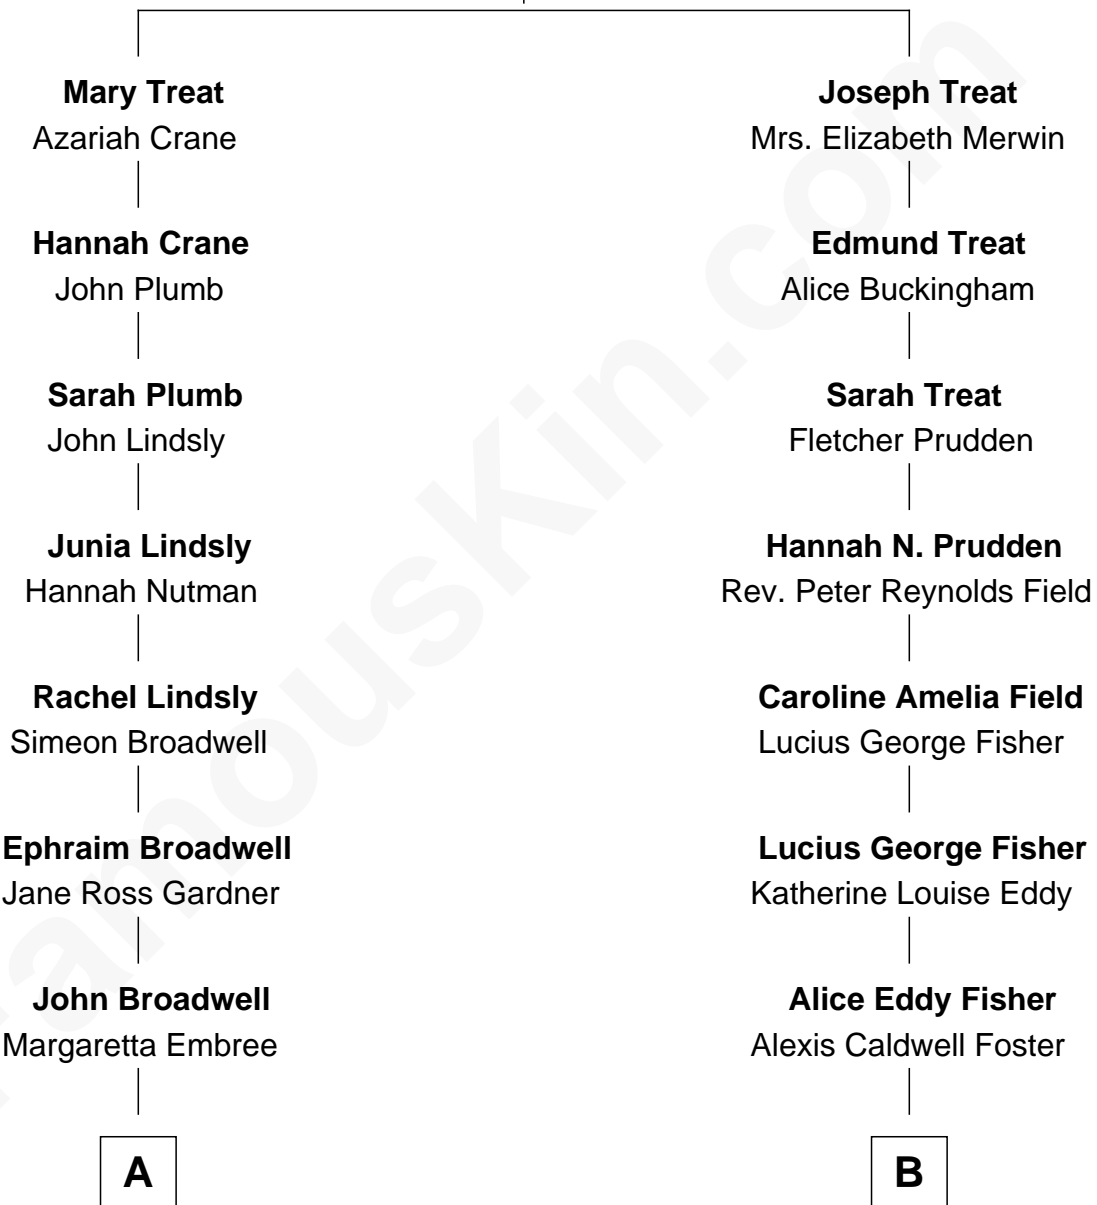 Mary Treat
Azariah Crane
Joseph Treat
Mrs. Elizabeth Merwin
Hannah Crane
John Plumb
Edmund Treat
Alice Buckingham
Sarah Plumb
John Lindsly
Sarah Treat
Fletcher Prudden
Junia Lindsly
Hannah Nutman
Hannah N. Prudden
Rev. Peter Reynolds Field
Rachel Lindsly
Simeon Broadwell
Caroline Amelia Field
Lucius George Fisher
Ephraim Broadwell
Jane Ross Gardner
Lucius George Fisher
Katherine Louise Eddy
John Broadwell
Margaretta Embree
Alice Eddy Fisher
Alexis Caldwell Foster
A
B
FamousKin.com